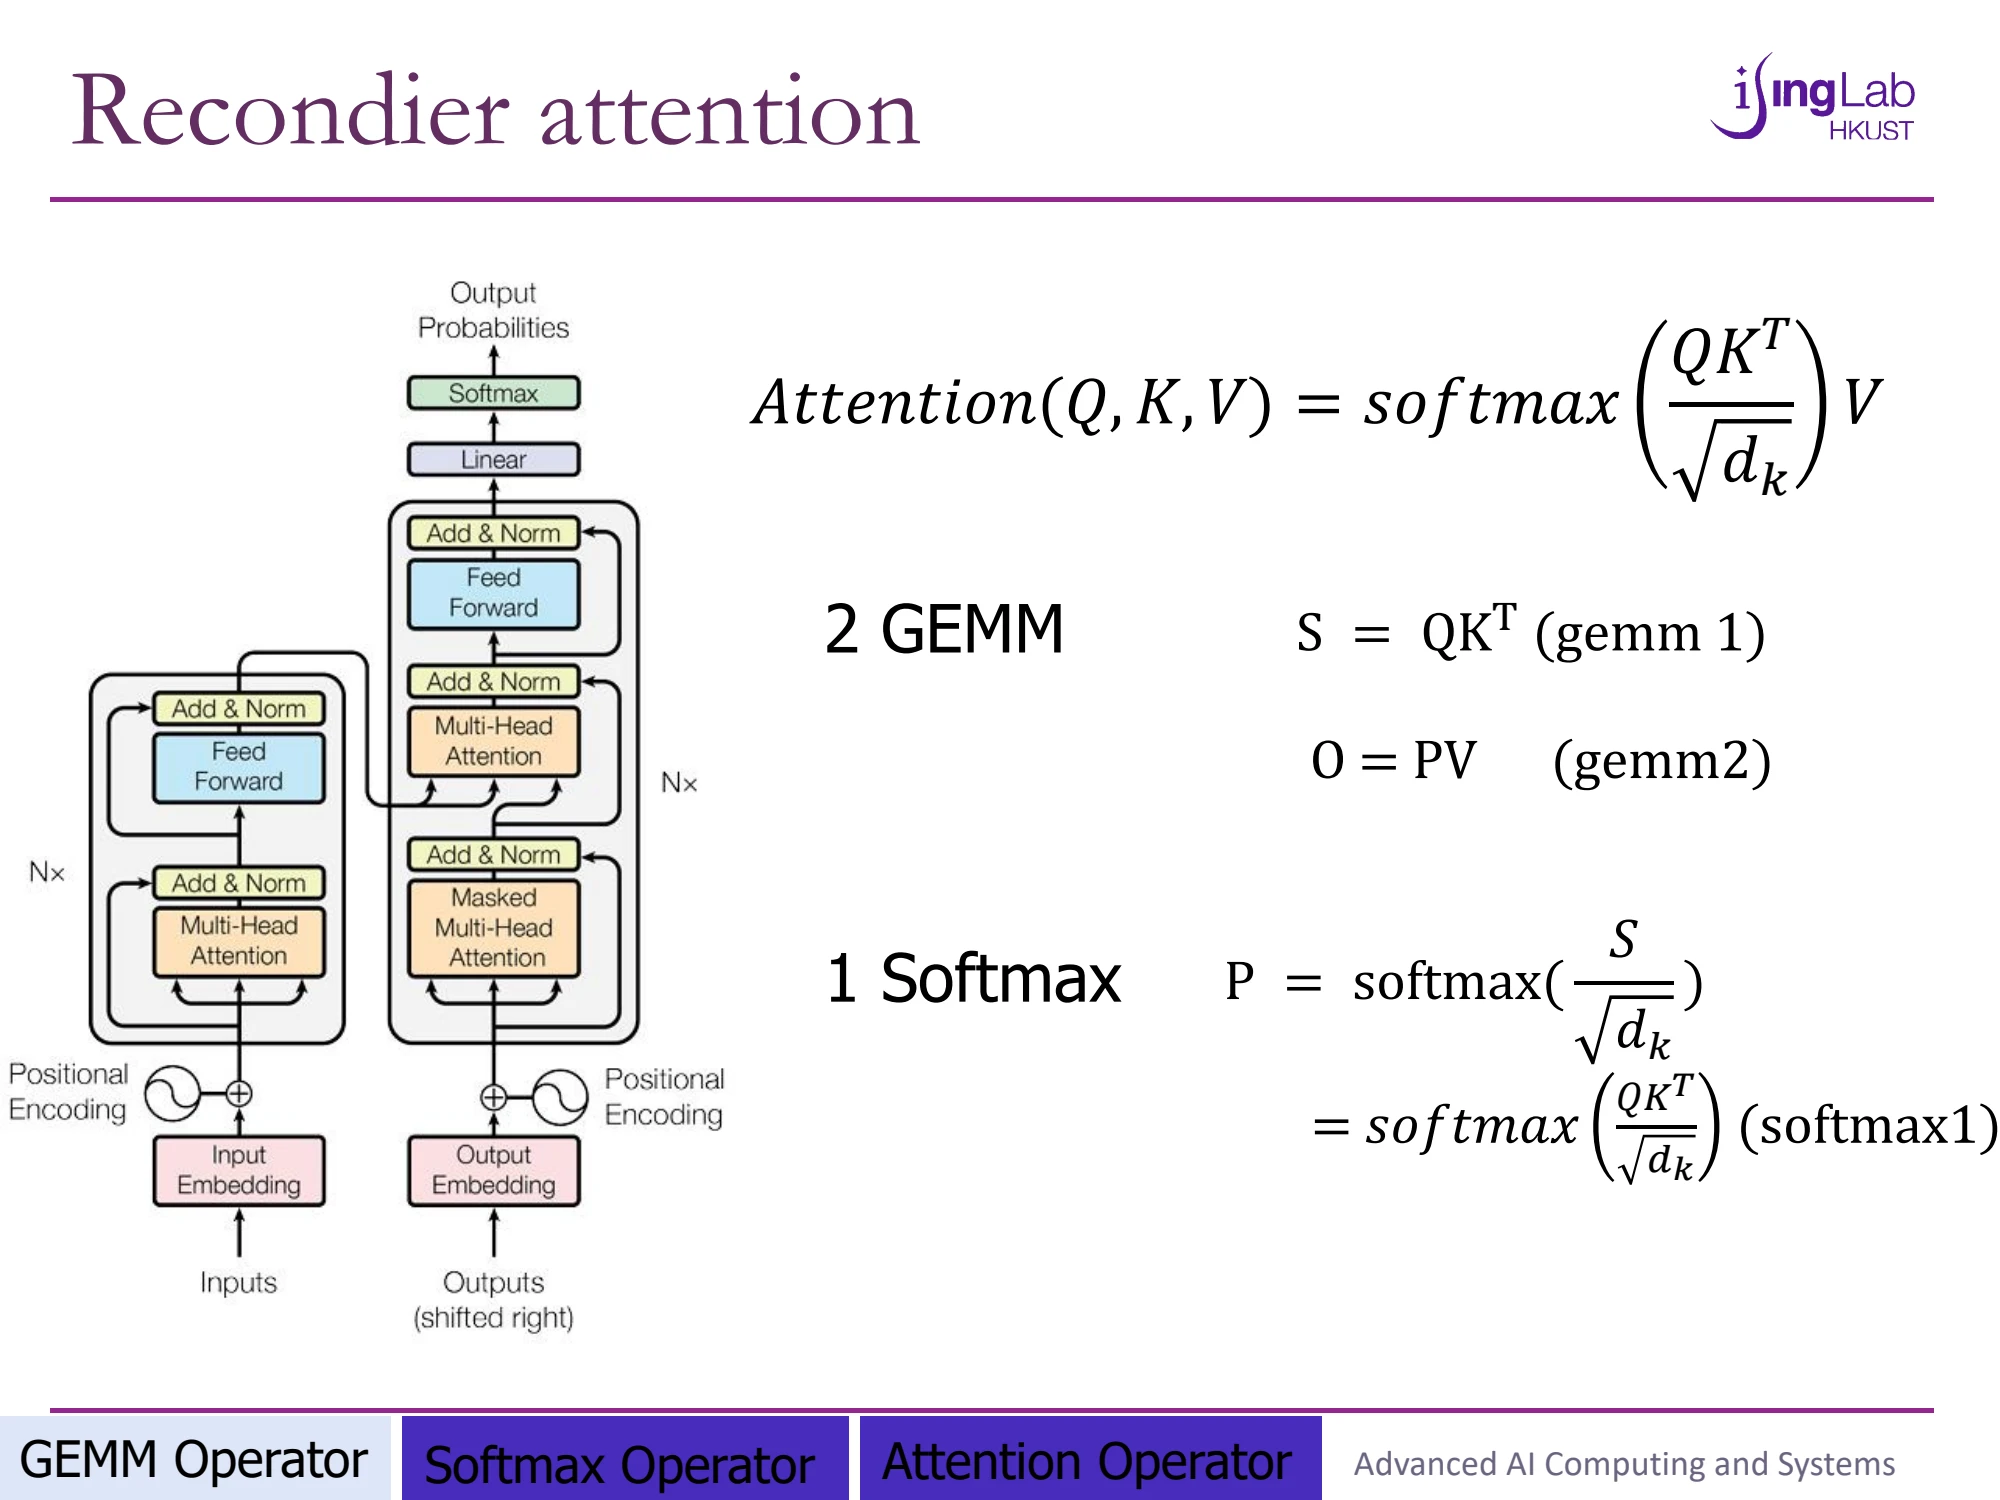 Recondier attention
isingLab
HKUST
Output
Probabilities
Softmax
Linear
Add & Norm
Feed
Forward
Add & Norm
Multi-Head
Attention
Nx
Add & Norm
Masked
Multi-Head
Attention
Add & Norm
Feed
Forward
Nx
Add & Norm
Multi-Head
Attention
Positional
Encoding
Positional
Encoding
Input
Embedding
Output
Embedding
Inputs
Outputs
(shifted right)
Attention(Q, K, V) = softmax(QK^T / √d_k) V
2 GEMM
S = QK^T (gemm 1)
O = PV (gemm2)
1 Softmax
P = softmax(S / √d_k)
= softmax(QK^T / √d_k) (softmax1)
GEMM Operator
Softmax Operator
Attention Operator
Advanced AI Computing and Systems